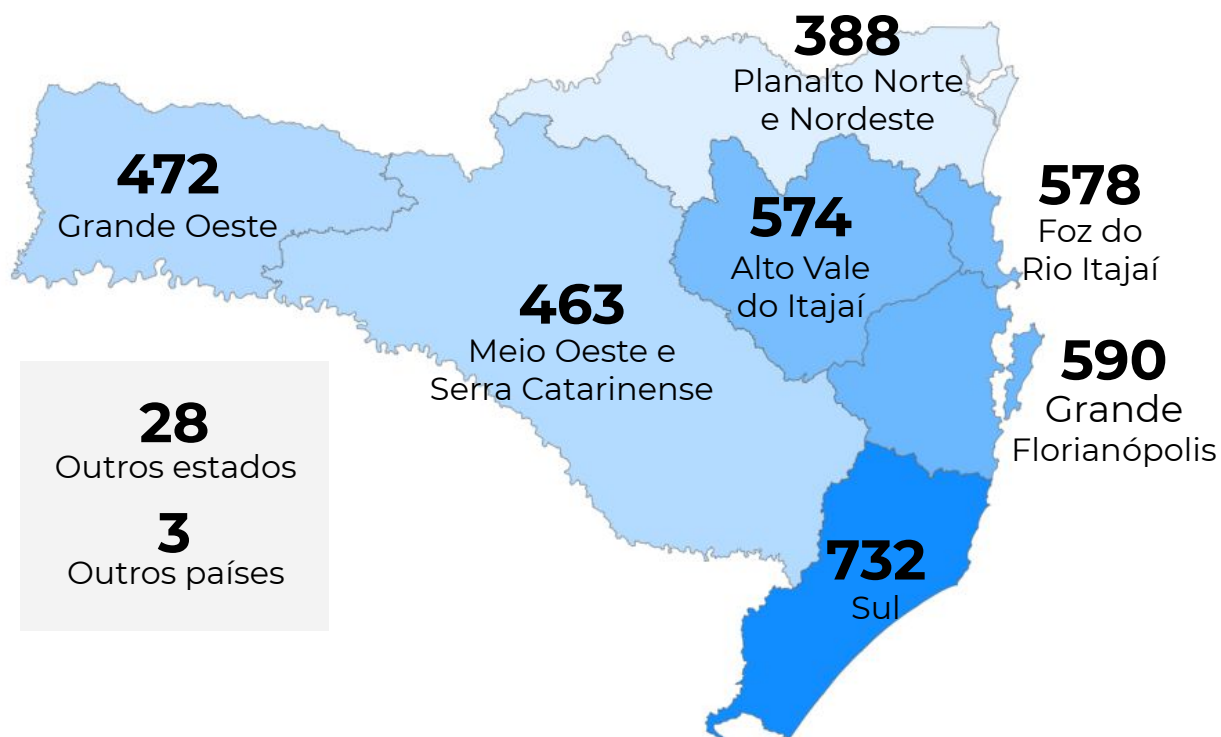 388
Planalto Norte
e Nordeste
472
Grande Oeste
574
Alto Vale
do Itajaí
578
Foz do
Rio Itajaí
463
Meio Oeste e
Serra Catarinense
590
Grande
Florianópolis
28
Outros estados
3
Outros países
732
Sul